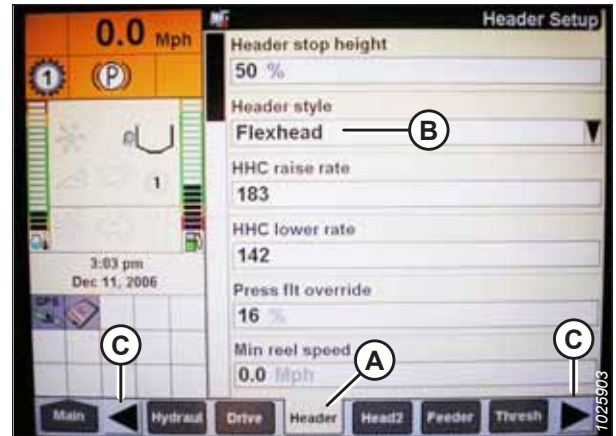 0.0 Mph
Header Setup
1
(P)
Header stop height
50 %
Header style
Flexhead
B
HHC raise rate
183
1
HHC lower rate
142
3:03 pm
Dec 11, 2006
Press flt override
16 %
GPS
Min reel speed
0.0 Mph
A
C
C
Main
Hydraul
Drive
Header
Head2
Feeder
Thresh
1025903